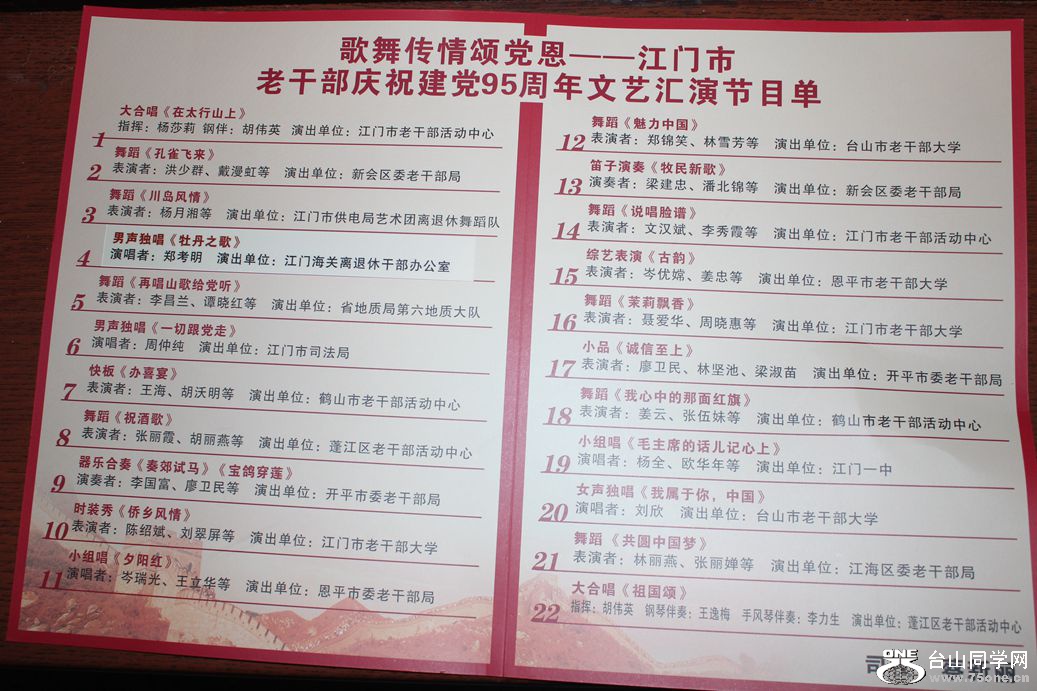 歌舞传情颂党恩——江门市
老干部庆祝建党95周年文艺汇演节目单
1 大合唱《在太行山上》
指挥：杨莎莉 钢伴：胡伟英 演出单位：江门市老干部活动中心
2 舞蹈《孔雀飞来》
表演者：洪少群、戴漫虹等 演出单位：新会区委老干部局
3 舞蹈《川岛风情》
表演者：杨月湘等 演出单位：江门市供电局艺术团离退休舞蹈队
4 男声独唱《牡丹之歌》
演唱者：郑考明 演出单位：江门海关离退休干部办公室
5 舞蹈《再唱山歌给党听》
表演者：李昌兰、谭晓红等 演出单位：省地质局第六地质大队
6 男声独唱《一切跟党走》
演唱者：周仲纯 演出单位：江门市司法局
7 快板《办喜宴》
表演者：王海、胡沃明等 演出单位：鹤山市老干部活动中心
8 舞蹈《祝酒歌》
表演者：张丽霞、胡丽燕等 演出单位：蓬江区老干部活动中心
9 器乐合奏《奏郊试马》《宝鸽穿莲》
演奏者：李国富、廖卫民等 演出单位：开平市委老干部局
10 时装秀《侨乡风情》
表演者：陈绍斌、刘翠屏等 演出单位：江门市老干部大学
11 小组唱《夕阳红》
演唱者：岑瑞光、王立华等 演出单位：恩平市老干部局
12 舞蹈《魅力中国》
表演者：郑锦笑、林雪芳等 演出单位：台山市老干部大学
13 笛子演奏《牧民新歌》
演奏者：梁建忠、潘北锦等 演出单位：新会区委老干部局
14 舞蹈《说唱脸谱》
表演者：文汉斌、李秀霞等 演出单位：江门市老干部活动中心
15 综艺表演《古韵》
表演者：岑优嫦、姜忠等 演出单位：恩平市老干部局
16 舞蹈《茉莉飘香》
表演者：聂爱华、周晓惠等 演出单位：江门市老干部大学
17 小品《诚信至上》
表演者：廖卫民、林坚池、梁淑苗 演出单位：开平市委老干部局
18 舞蹈《我心中的那面红旗》
表演者：姜云、张伍妹等 演出单位：鹤山市老干部活动中心
19 小组唱《毛主席的话儿记心上》
演唱者：杨全、欧华年等 演出单位：江门一中
20 女声独唱《我属于你，中国》
演唱者：刘欣 演出单位：台山市老干部大学
21 舞蹈《共圆中国梦》
表演者：林丽燕、张丽婵等 演出单位：江海区委老干部局
22 大合唱《祖国颂》
指挥：胡伟英 钢琴伴奏：王逸梅 手风琴伴奏：李力生 演出单位：蓬江区老干部活动中心
司
ONE 台山同学网
www.75one.cn